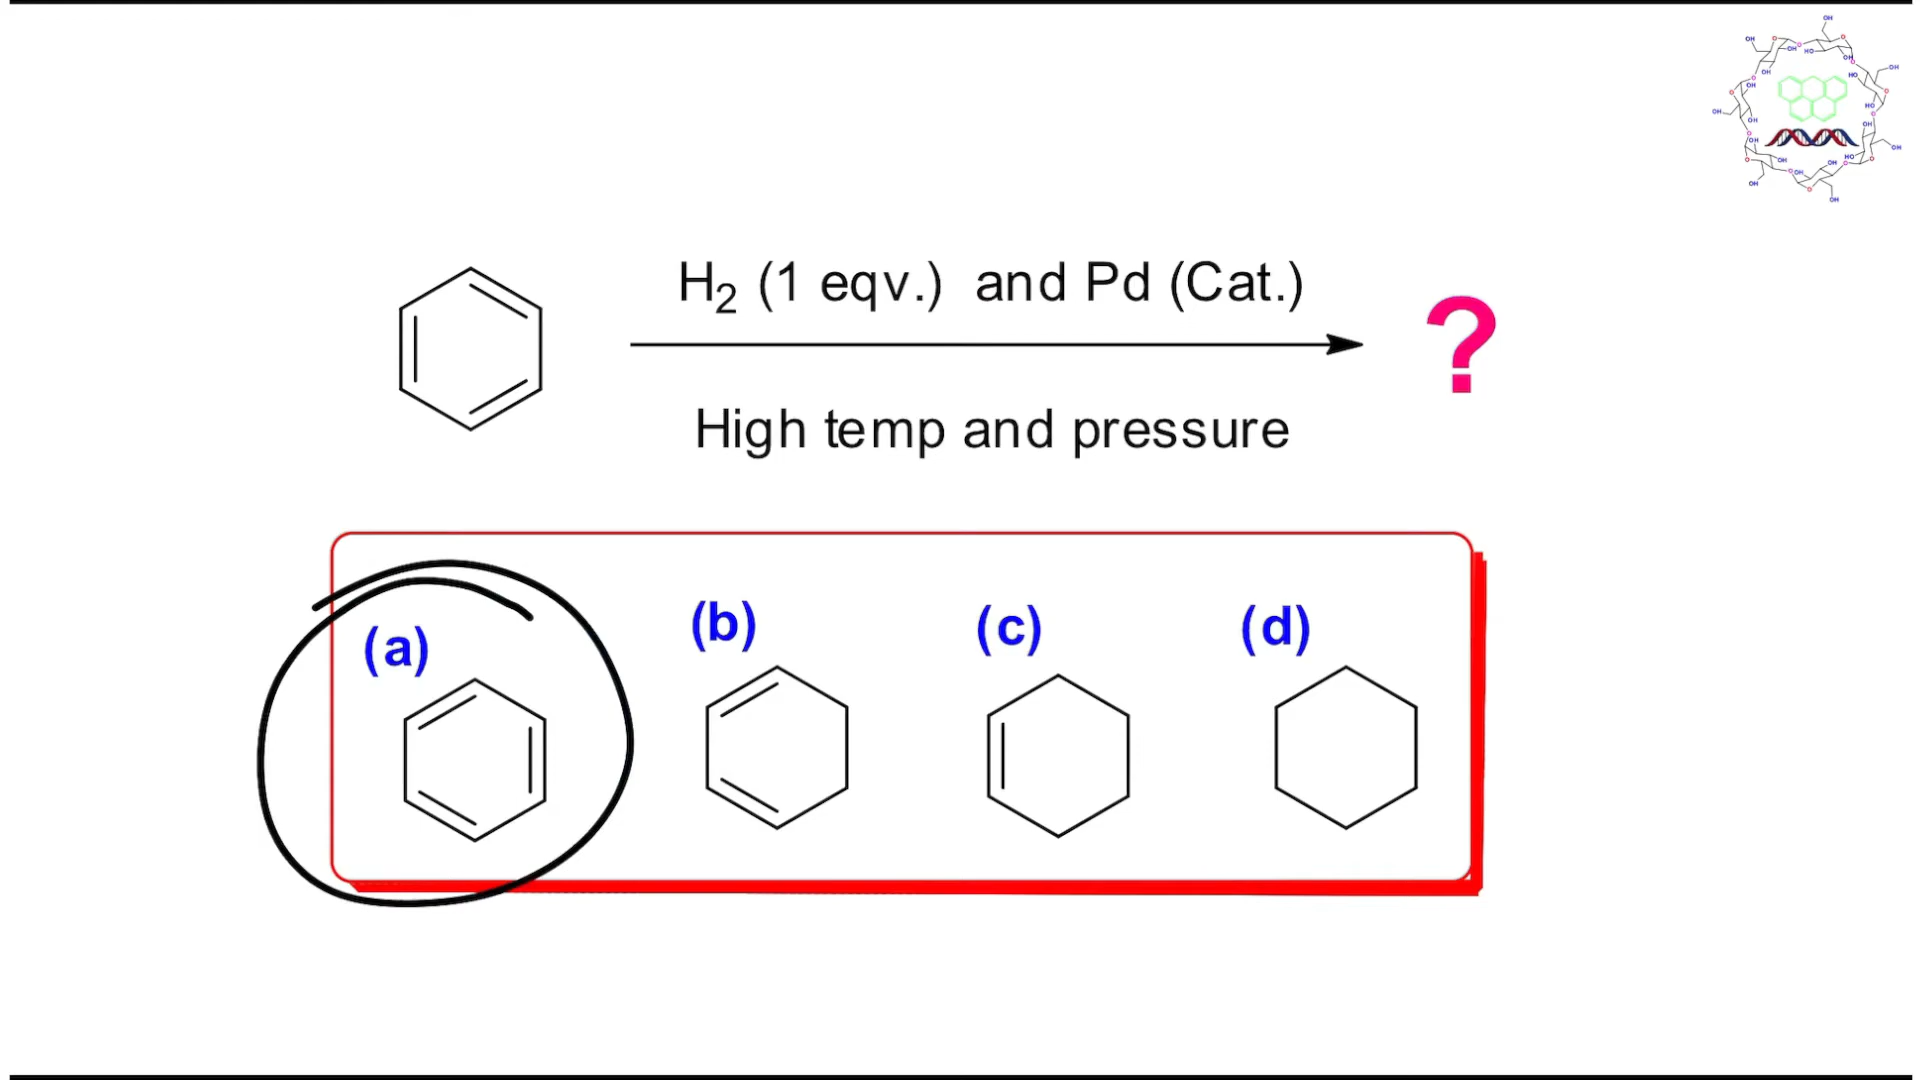 H₂ (1 eqv.) and Pd (Cat.)
?
High temp and pressure
(a)
(b)
(c)
(d)